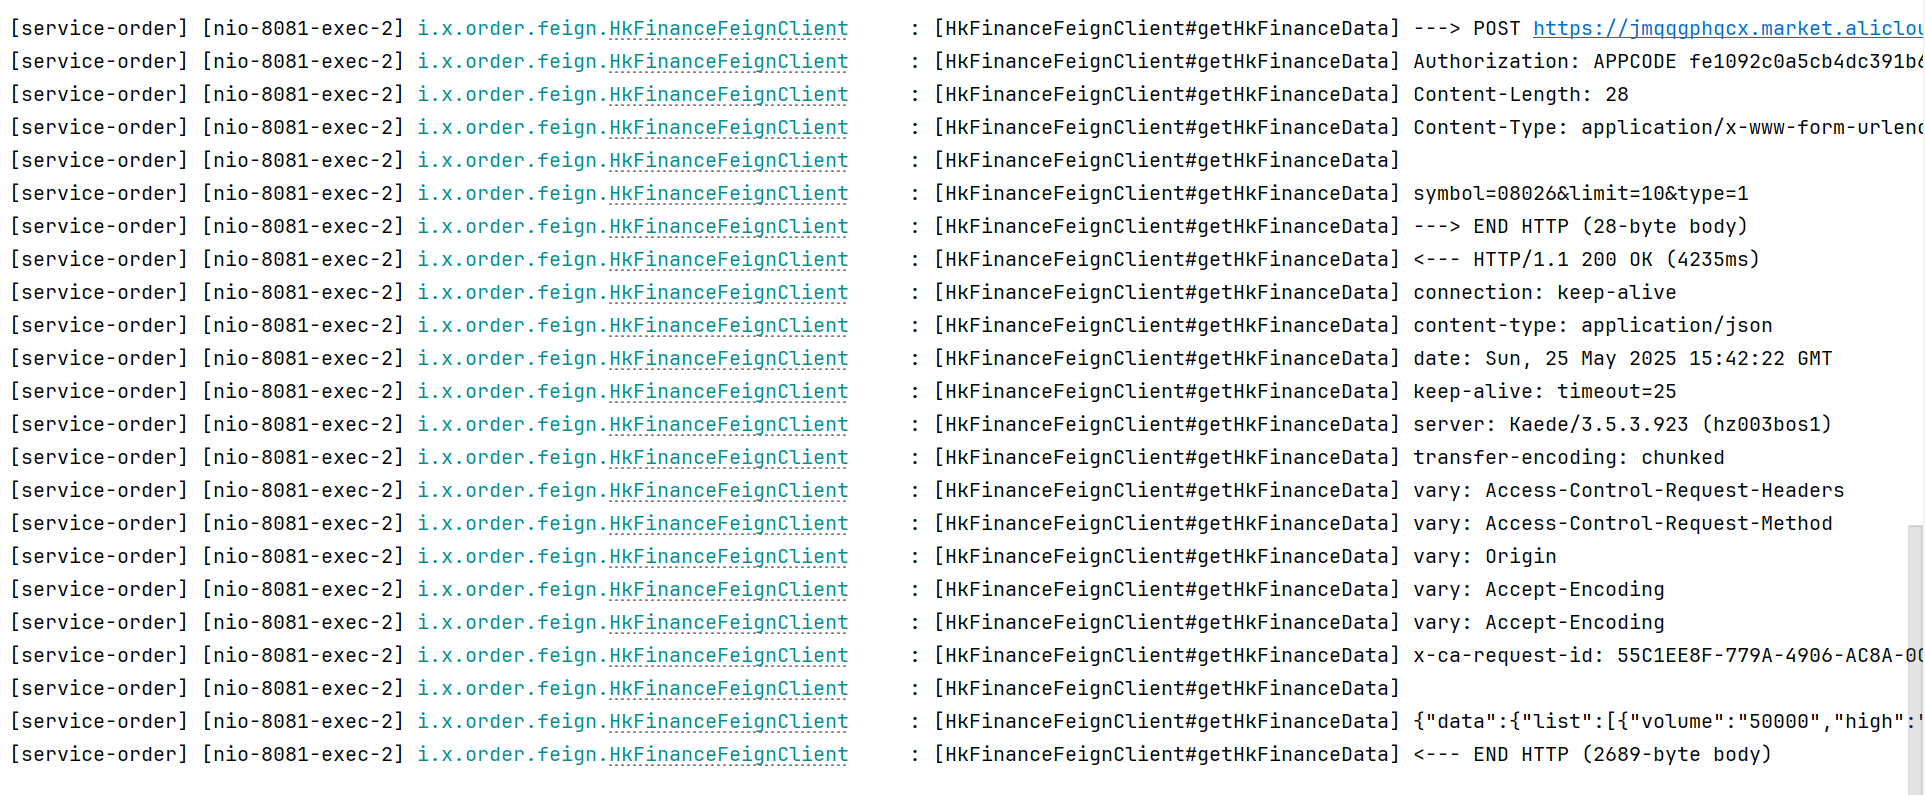 [service-order] [nio-8081-exec-2] i.x.order.feign.HkFinanceFeignClient : [HkFinanceFeignClient#getHkFinanceData] ---> POST https://jmqqgphqcx.market.aliclou
[service-order] [nio-8081-exec-2] i.x.order.feign.HkFinanceFeignClient : [HkFinanceFeignClient#getHkFinanceData] Authorization: APPCODE fe1092c0a5cb4dc391b6
[service-order] [nio-8081-exec-2] i.x.order.feign.HkFinanceFeignClient : [HkFinanceFeignClient#getHkFinanceData] Content-Length: 28
[service-order] [nio-8081-exec-2] i.x.order.feign.HkFinanceFeignClient : [HkFinanceFeignClient#getHkFinanceData] Content-Type: application/x-www-form-urlenc
[service-order] [nio-8081-exec-2] i.x.order.feign.HkFinanceFeignClient : [HkFinanceFeignClient#getHkFinanceData]
[service-order] [nio-8081-exec-2] i.x.order.feign.HkFinanceFeignClient : [HkFinanceFeignClient#getHkFinanceData] symbol=08026&limit=10&type=1
[service-order] [nio-8081-exec-2] i.x.order.feign.HkFinanceFeignClient : [HkFinanceFeignClient#getHkFinanceData] ---> END HTTP (28-byte body)
[service-order] [nio-8081-exec-2] i.x.order.feign.HkFinanceFeignClient : [HkFinanceFeignClient#getHkFinanceData] <--- HTTP/1.1 200 OK (4235ms)
[service-order] [nio-8081-exec-2] i.x.order.feign.HkFinanceFeignClient : [HkFinanceFeignClient#getHkFinanceData] connection: keep-alive
[service-order] [nio-8081-exec-2] i.x.order.feign.HkFinanceFeignClient : [HkFinanceFeignClient#getHkFinanceData] content-type: application/json
[service-order] [nio-8081-exec-2] i.x.order.feign.HkFinanceFeignClient : [HkFinanceFeignClient#getHkFinanceData] date: Sun, 25 May 2025 15:42:22 GMT
[service-order] [nio-8081-exec-2] i.x.order.feign.HkFinanceFeignClient : [HkFinanceFeignClient#getHkFinanceData] keep-alive: timeout=25
[service-order] [nio-8081-exec-2] i.x.order.feign.HkFinanceFeignClient : [HkFinanceFeignClient#getHkFinanceData] server: Kaede/3.5.3.923 (hz003bos1)
[service-order] [nio-8081-exec-2] i.x.order.feign.HkFinanceFeignClient : [HkFinanceFeignClient#getHkFinanceData] transfer-encoding: chunked
[service-order] [nio-8081-exec-2] i.x.order.feign.HkFinanceFeignClient : [HkFinanceFeignClient#getHkFinanceData] vary: Access-Control-Request-Headers
[service-order] [nio-8081-exec-2] i.x.order.feign.HkFinanceFeignClient : [HkFinanceFeignClient#getHkFinanceData] vary: Access-Control-Request-Method
[service-order] [nio-8081-exec-2] i.x.order.feign.HkFinanceFeignClient : [HkFinanceFeignClient#getHkFinanceData] vary: Origin
[service-order] [nio-8081-exec-2] i.x.order.feign.HkFinanceFeignClient : [HkFinanceFeignClient#getHkFinanceData] vary: Accept-Encoding
[service-order] [nio-8081-exec-2] i.x.order.feign.HkFinanceFeignClient : [HkFinanceFeignClient#getHkFinanceData] vary: Accept-Encoding
[service-order] [nio-8081-exec-2] i.x.order.feign.HkFinanceFeignClient : [HkFinanceFeignClient#getHkFinanceData] x-ca-request-id: 55C1EE8F-779A-4906-AC8A-00
[service-order] [nio-8081-exec-2] i.x.order.feign.HkFinanceFeignClient : [HkFinanceFeignClient#getHkFinanceData]
[service-order] [nio-8081-exec-2] i.x.order.feign.HkFinanceFeignClient : [HkFinanceFeignClient#getHkFinanceData] {"data":{"list":[{"volume":"50000","high":"
[service-order] [nio-8081-exec-2] i.x.order.feign.HkFinanceFeignClient : [HkFinanceFeignClient#getHkFinanceData] <--- END HTTP (2689-byte body)